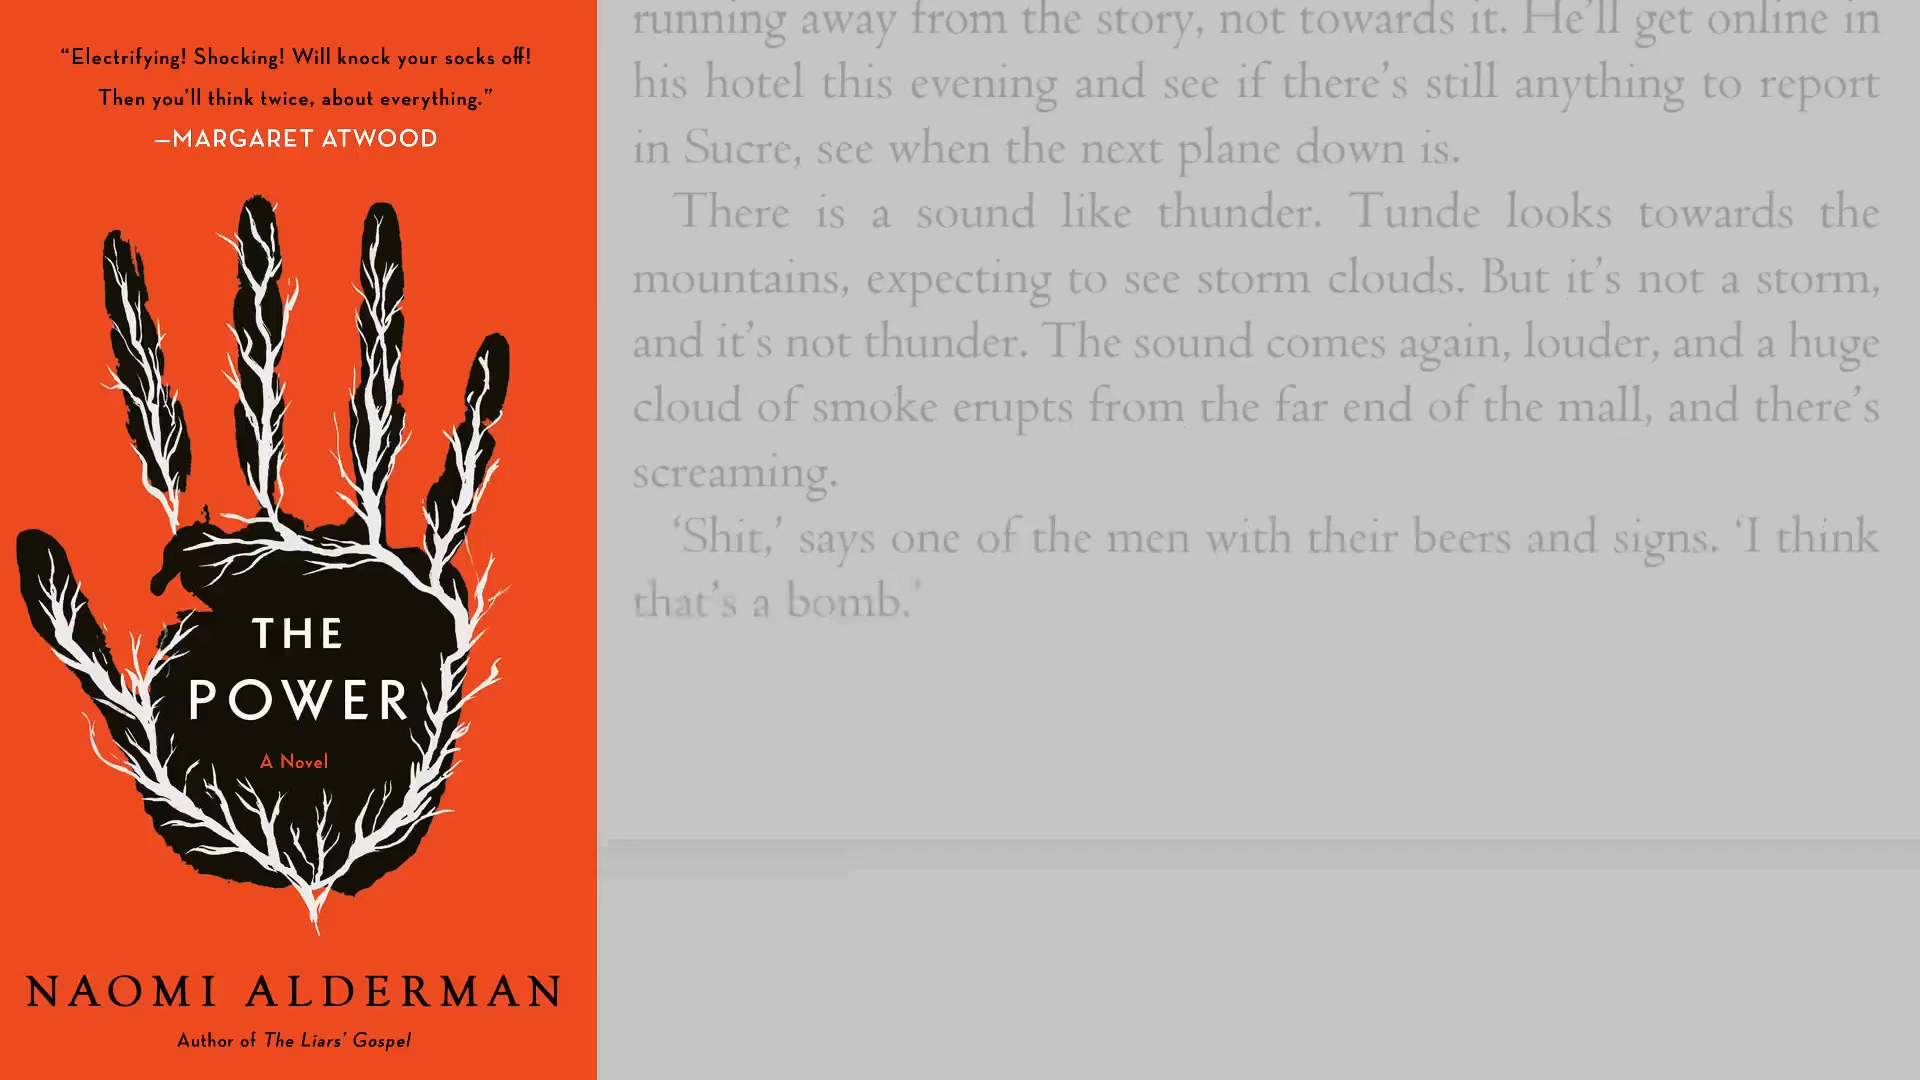 “Electrifying! Shocking! Will knock your socks off!
Then you’ll think twice, about everything.”
—MARGARET ATWOOD
THE
POWER
A Novel
NAOMI ALDERMAN
Author of The Liars’ Gospel
running away from the story, not towards it. He’ll get online in
his hotel this evening and see if there’s still anything to report
in Sucre, see when the next plane down is.
There is a sound like thunder. Tunde looks towards the
mountains, expecting to see storm clouds. But it’s not a storm,
and it’s not thunder. The sound comes again, louder, and a huge
cloud of smoke erupts from the far end of the mall, and there’s
screaming.
‘Shit,’ says one of the men with their beers and signs. ‘I think
that’s a bomb.’